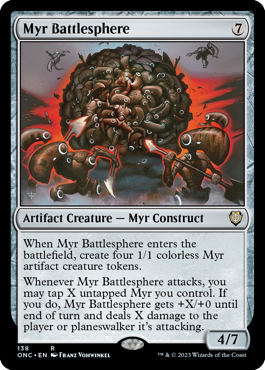 Myr Battlesphere 7
Artifact Creature — Myr Construct
When Myr Battlesphere enters the
battlefield, create four 1/1 colorless Myr
artifact creature tokens.
Whenever Myr Battlesphere attacks, you
may tap X untapped Myr you control. If
you do, Myr Battlesphere gets +X/+0 until
end of turn and deals X damage to the
player or planeswalker it's attacking.
4/7
138 R
ONC • EN Franz Vohwinkel ™ & © 2023 Wizards of the Coast